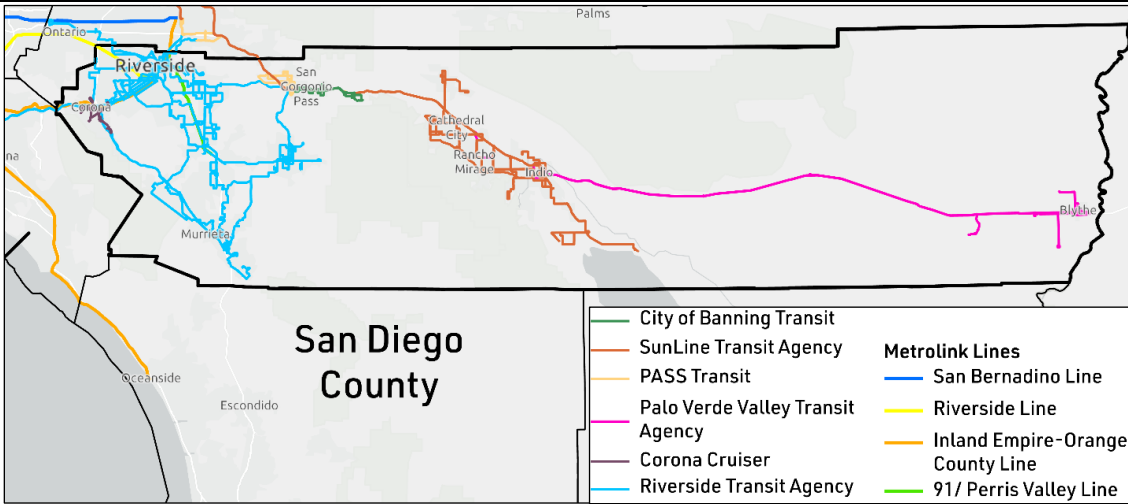 Palms
Ontario
Riverside
San
Gorgonio
Pass
Corona
Cathedral
City
Rancho
Mirage
Indio
na
Blythe
Murrieta
San Diego
County
Oceanside
Escondido
City of Banning Transit
SunLine Transit Agency
PASS Transit
Palo Verde Valley Transit
Agency
Corona Cruiser
Riverside Transit Agency
Metrolink Lines
San Bernadino Line
Riverside Line
Inland Empire-Orange
County Line
91/ Perris Valley Line